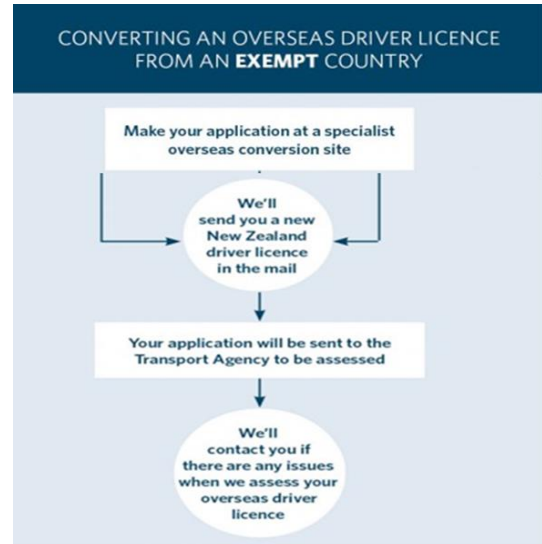 CONVERTING AN OVERSEAS DRIVER LICENCE
FROM AN EXEMPT COUNTRY
Make your application at a specialist
overseas conversion site
We'll
send you a new
New Zealand
driver licence
in the mail
Your application will be sent to the
Transport Agency to be assessed
We'll
contact you if
there are any issues
when we assess your
overseas driver
licence